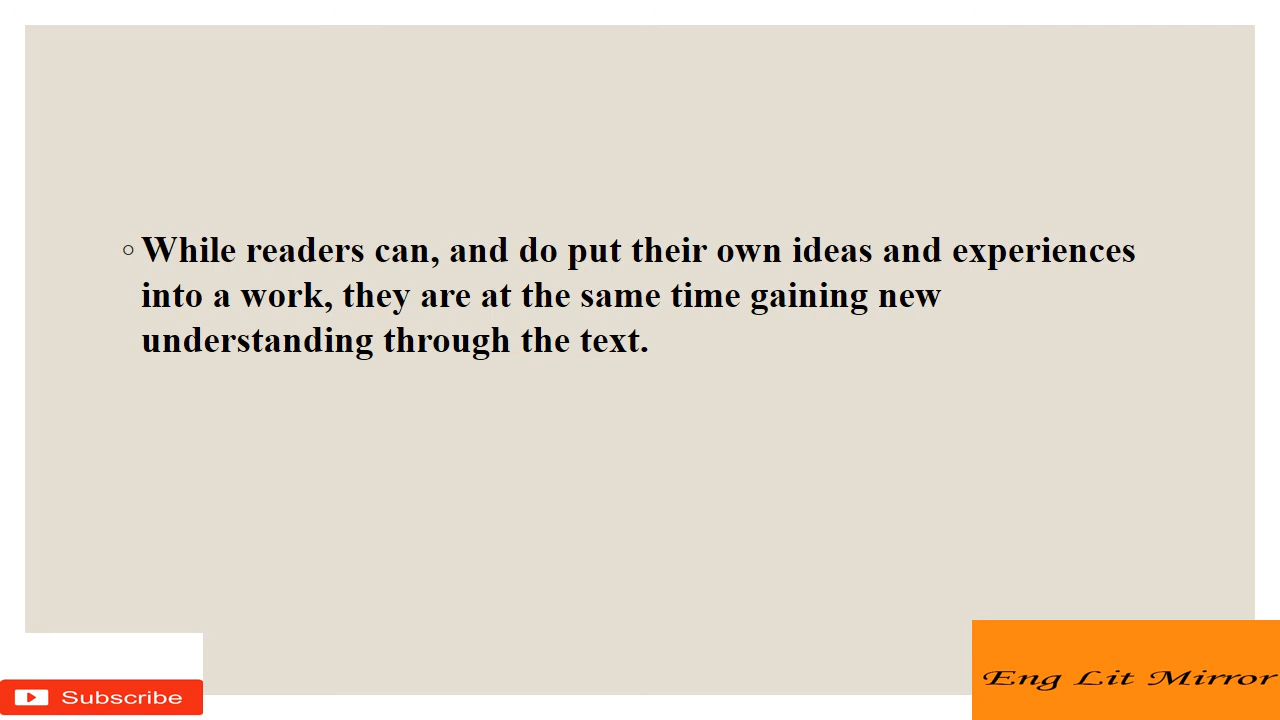 ◦ While readers can, and do put their own ideas and experiences
into a work, they are at the same time gaining new
understanding through the text.
Subscribe
Eng Lit Mirror